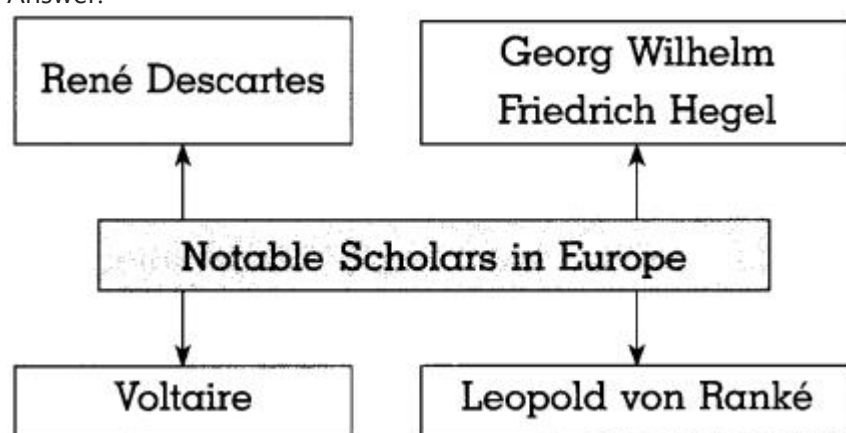 Answer:
René Descartes
Georg Wilhelm
Friedrich Hegel
Notable Scholars in Europe
Voltaire
Leopold von Ranké